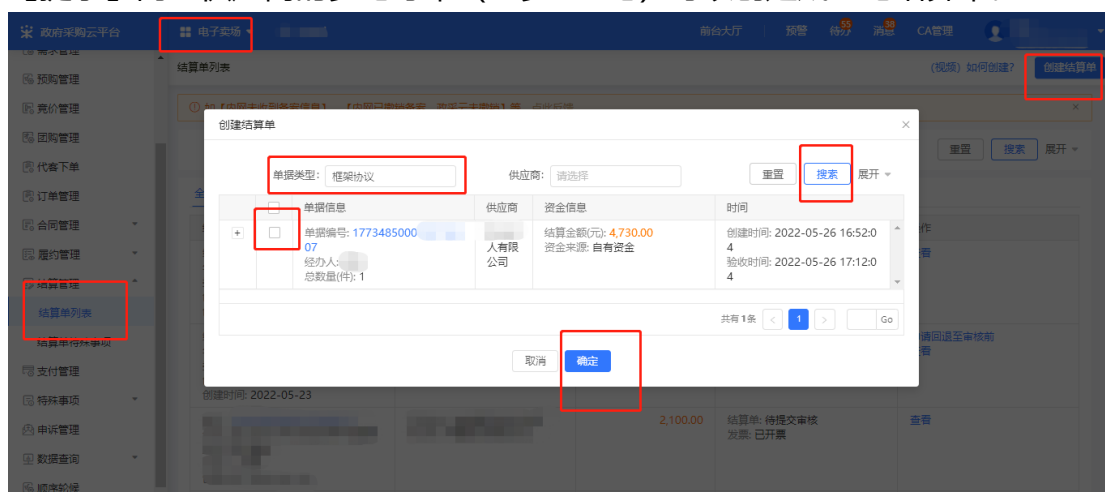 政府采购云平台
电子卖场
前台大厅
预警
待办
55
消息
38
CA管理
预购管理
竞价管理
团购管理
代客下单
订单管理
合同管理
履约管理
结算管理
结算单列表
结算单特殊事项
支付管理
特殊事项
申诉管理
数据查询
顺序轮候
结算单列表
(视频) 如何创建?
创建结算单
重置
搜索
展开
创建结算单
单据类型: 框架协议
供应商: 请选择
重置
搜索
展开
单据信息
供应商
资金信息
时间
单据编号: 1773485000
07
经办人:
总数量(件): 1
人有限
公司
结算金额(元): 4,730.00
资金来源: 自有资金
创建时间: 2022-05-26 16:52:0
4
验收时间: 2022-05-26 17:12:0
4
共有1条
1
Go
取消
确定
请回退至审核前
创建时间: 2022-05-23
2,100.00
结算单: 待提交审核
发票: 已开票
查看